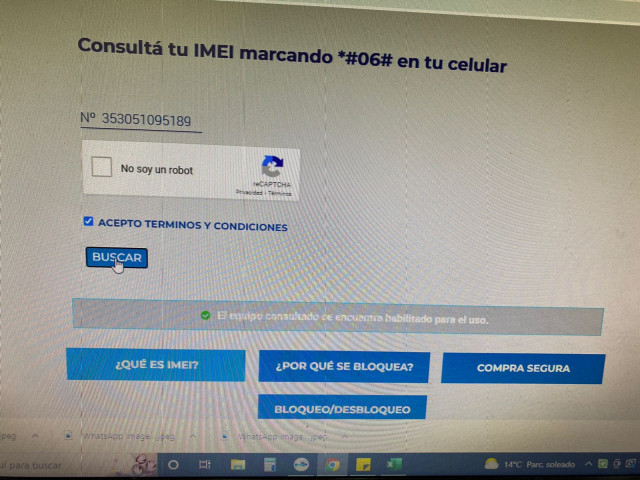 Consultá tu IMEI marcando *#06# en tu celular
Nº 353051095189
No soy un robot
reCAPTCHA
Privacidad - Términos
ACEPTO TERMINOS Y CONDICIONES
BUSCAR
El equipo consultado se encuentra habilitado para el uso.
¿QUÉ ES IMEI?
¿POR QUÉ SE BLOQUEA?
COMPRA SEGURA
BLOQUEO/DESBLOQUEO
jpeg
WhatsApp Image....jpeg
WhatsApp Image....jpeg
uí para buscar
14°C Parc. soleado